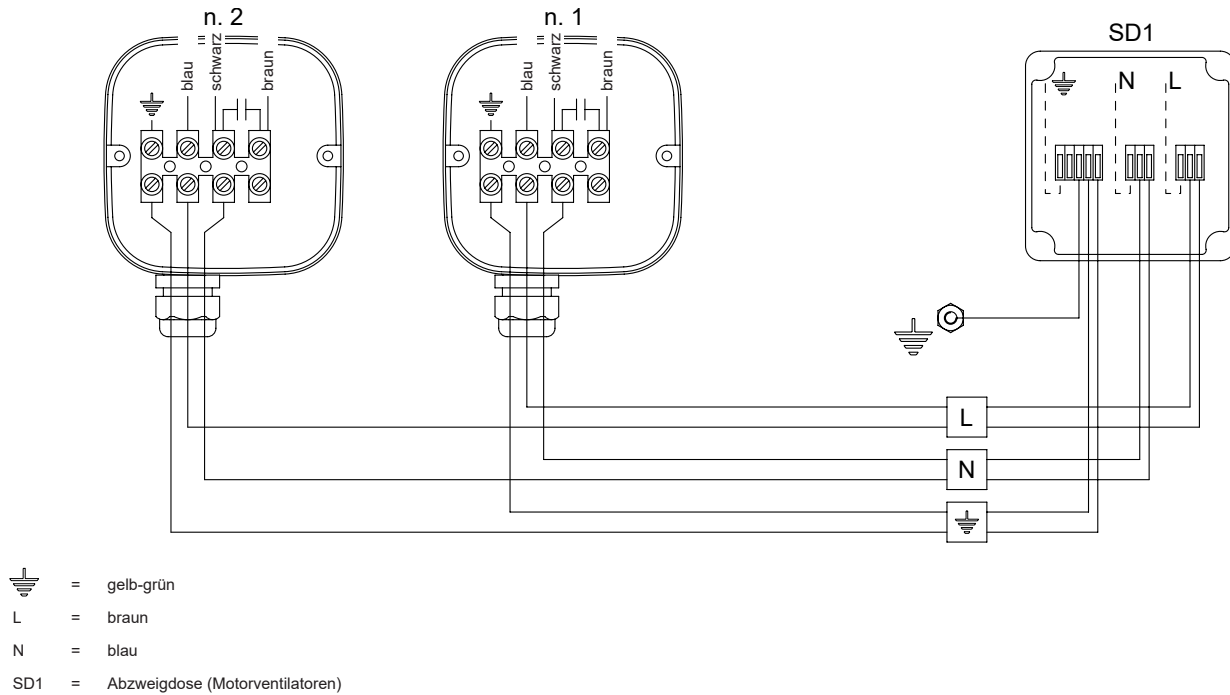 n. 2
n. 1
SD1
blau
schwarz
braun
blau
schwarz
braun
N
L
L
N
= gelb-grün
L = braun
N = blau
SD1 = Abzweigdose (Motorventilatoren)